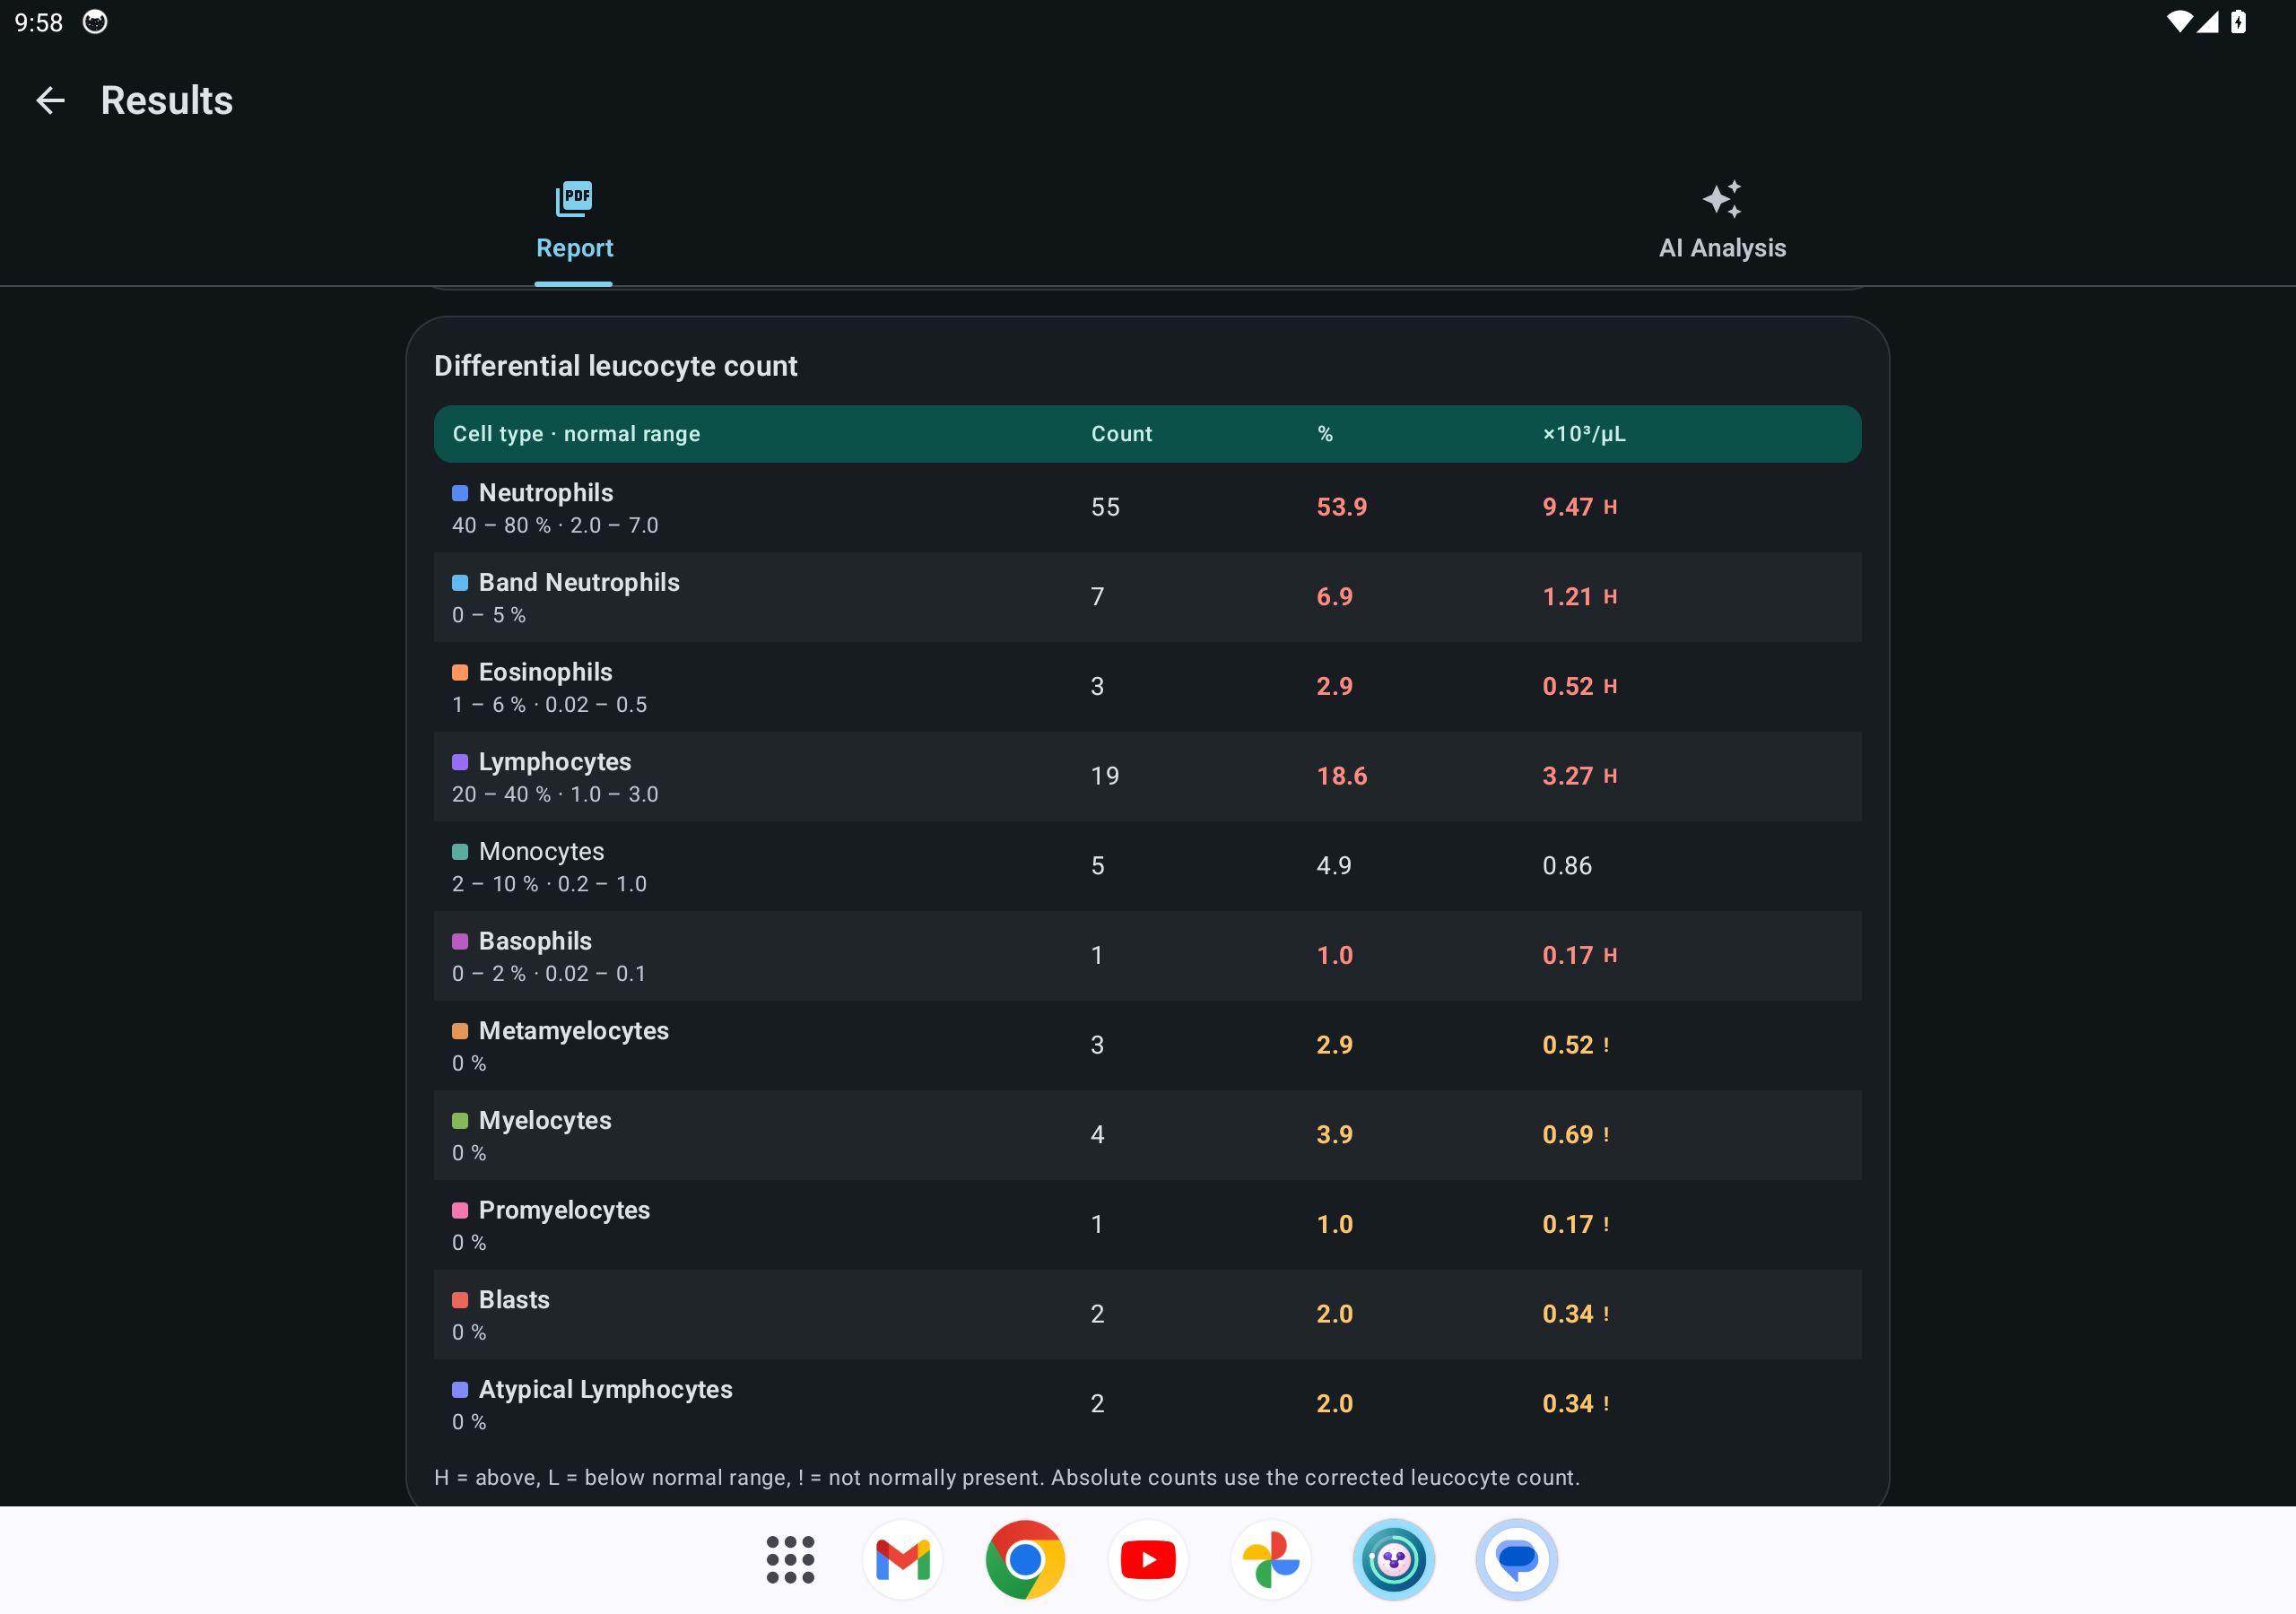 9:58
Results
PDF
Report
AI Analysis
Differential leucocyte count
Cell type · normal range Count % ×10³/µL
Neutrophils
40 – 80 % · 2.0 – 7.0
55 53.9 9.47 H
Band Neutrophils
0 – 5 %
7 6.9 1.21 H
Eosinophils
1 – 6 % · 0.02 – 0.5
3 2.9 0.52 H
Lymphocytes
20 – 40 % · 1.0 – 3.0
19 18.6 3.27 H
Monocytes
2 – 10 % · 0.2 – 1.0
5 4.9 0.86
Basophils
0 – 2 % · 0.02 – 0.1
1 1.0 0.17 H
Metamyelocytes
0 %
3 2.9 0.52 !
Myelocytes
0 %
4 3.9 0.69 !
Promyelocytes
0 %
1 1.0 0.17 !
Blasts
0 %
2 2.0 0.34 !
Atypical Lymphocytes
0 %
2 2.0 0.34 !
H = above, L = below normal range, ! = not normally present. Absolute counts use the corrected leucocyte count.